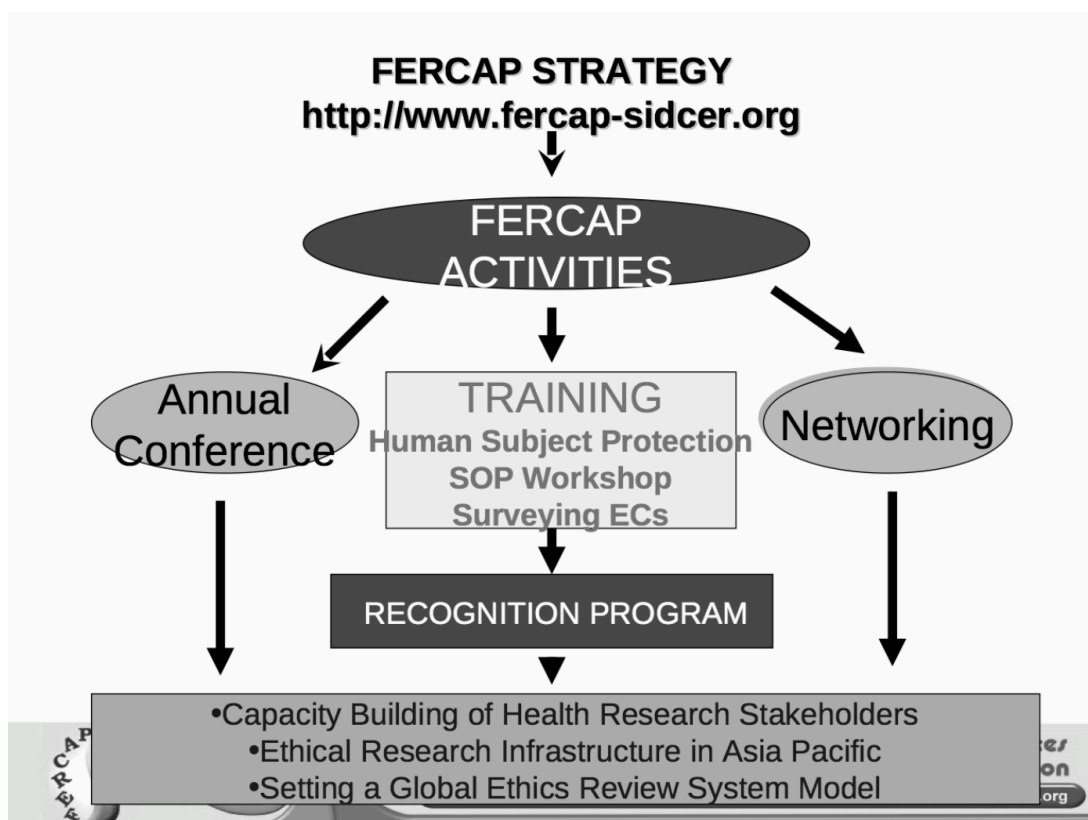 FERCAP STRATEGY
http://www.fercap-sidcer.org
FERCAP
ACTIVITIES
Annual
Conference
TRAINING
Human Subject Protection
SOP Workshop
Surveying ECs
Networking
RECOGNITION PROGRAM
•Capacity Building of Health Research Stakeholders
•Ethical Research Infrastructure in Asia Pacific
•Setting a Global Ethics Review System Model
.org